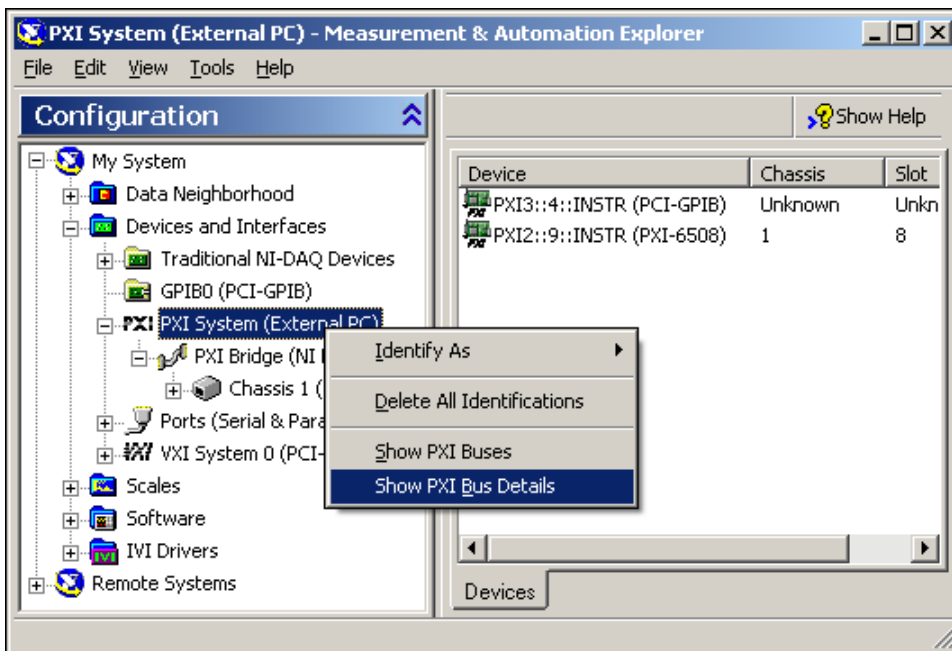 PXI System (External PC) - Measurement & Automation Explorer
File Edit View Tools Help
Configuration
Show Help
My System
Data Neighborhood
Devices and Interfaces
Traditional NI-DAQ Devices
GPIB0 (PCI-GPIB)
PXI PXI System (External PC)
PXI Bridge (NI
Chassis 1 (
Ports (Serial & Para
VXI VXI System 0 (PCI-
Scales
Software
IVI Drivers
Remote Systems
Identify As
Delete All Identifications
Show PXI Buses
Show PXI Bus Details
Device Chassis Slot
PXI3::4::INSTR (PCI-GPIB) Unknown Unkn
PXI2::9::INSTR (PXI-6508) 1 8
Devices